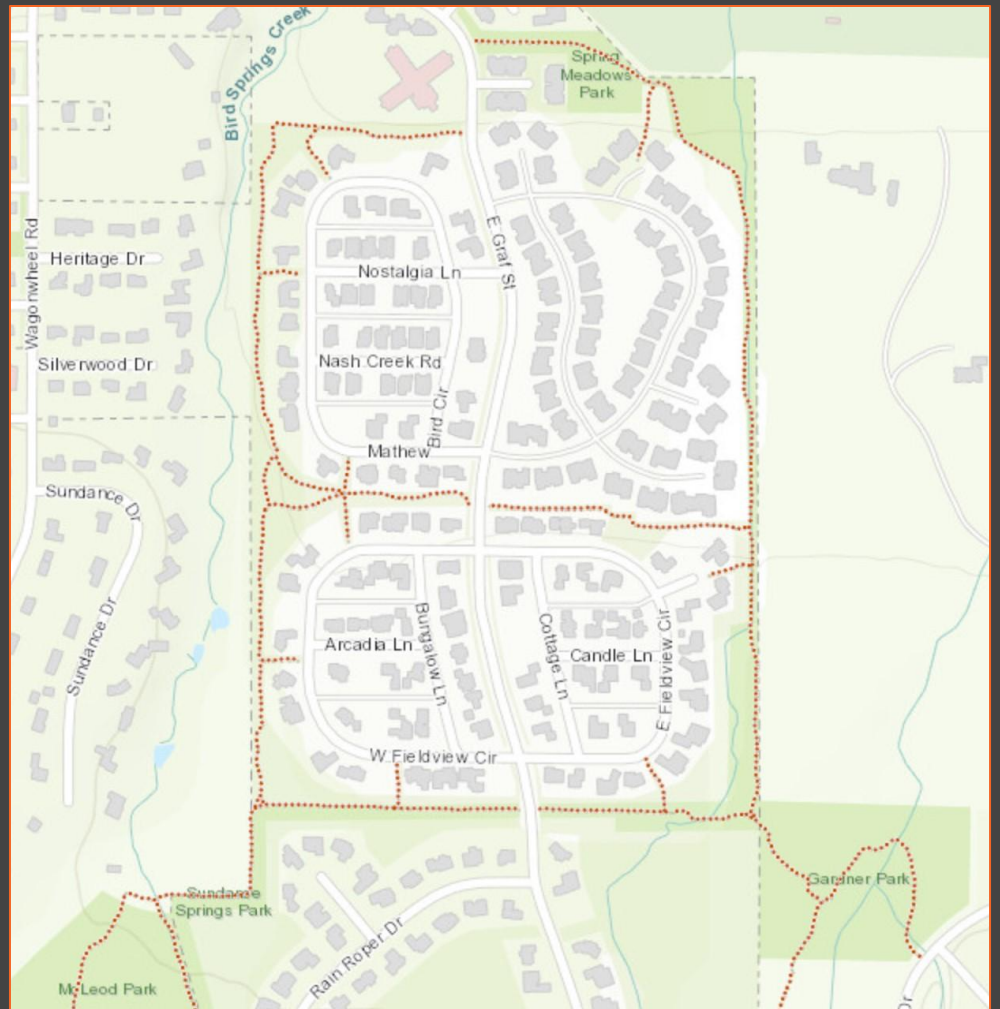 Bird Springs Creek
Spring
Meadows
Park
Wagonwheel Rd
E Graf St
Heritage Dr
Nostalgia Ln
Nash Creek Rd
Silverwood Dr
Bird Cir
Mathew
Sundance Dr
Sundance Dr
Bungalow Ln
Cottage Ln
Arcadia Ln
Candle Ln
E Fieldview Cir
W Fieldview Cir
Gardner Park
Sundance
Springs Park
Rain Roper Dr
McLeod Park
Dr